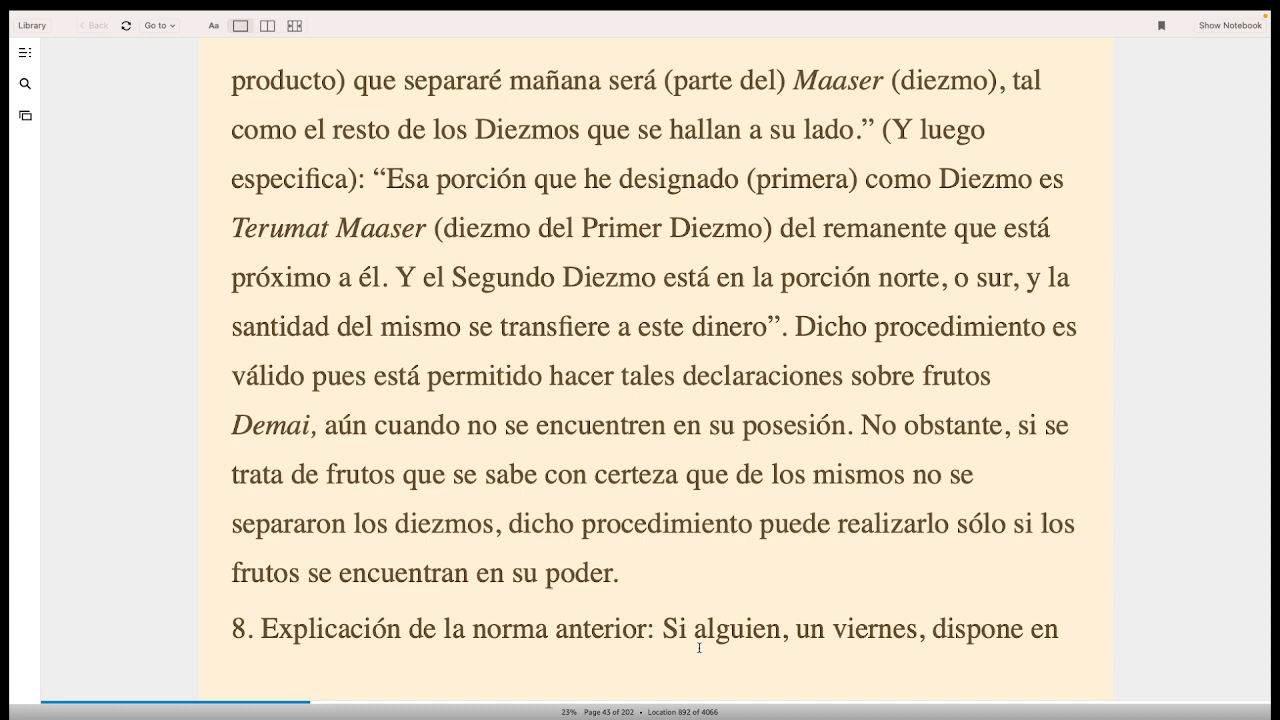 Library
Back
Go to
Aa
Show Notebook
producto) que separaré mañana será (parte del) Maaser (diezmo), tal
como el resto de los Diezmos que se hallan a su lado.” (Y luego
especifica): “Esa porción que he designado (primera) como Diezmo es
Terumat Maaser (diezmo del Primer Diezmo) del remanente que está
próximo a él. Y el Segundo Diezmo está en la porción norte, o sur, y la
santidad del mismo se transfiere a este dinero”. Dicho procedimiento es
válido pues está permitido hacer tales declaraciones sobre frutos
Demai, aún cuando no se encuentren en su posesión. No obstante, si se
trata de frutos que se sabe con certeza que de los mismos no se
separaron los diezmos, dicho procedimiento puede realizarlo sólo si los
frutos se encuentran en su poder.
8. Explicación de la norma anterior: Si alguien, un viernes, dispone en
23% Page 43 of 202 • Location 892 of 4066